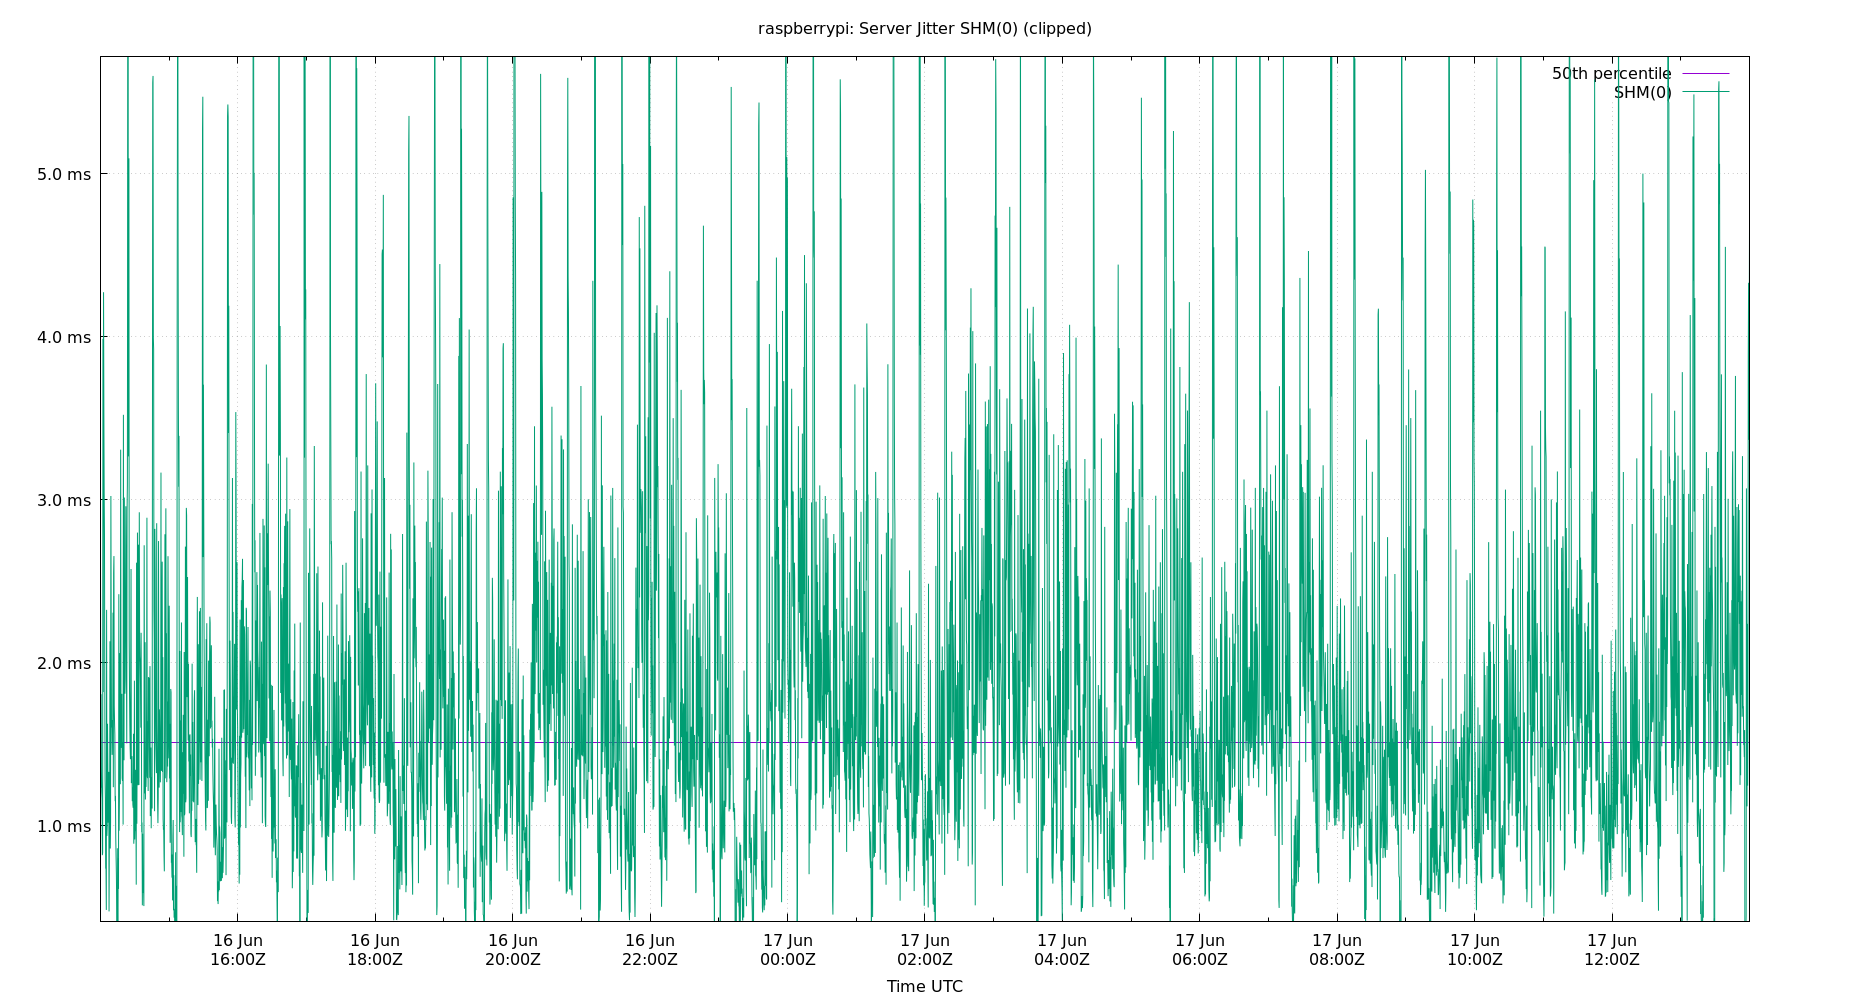 raspberrypi: Server Jitter SHM(0) (clipped)
50th percentile
SHM(0)
5.0 ms
4.0 ms
3.0 ms
2.0 ms
1.0 ms
16 Jun 16 Jun 16 Jun 16 Jun 17 Jun 17 Jun 17 Jun 17 Jun 17 Jun 17 Jun 17 Jun
16:00Z 18:00Z 20:00Z 22:00Z 00:00Z 02:00Z 04:00Z 06:00Z 08:00Z 10:00Z 12:00Z
Time UTC